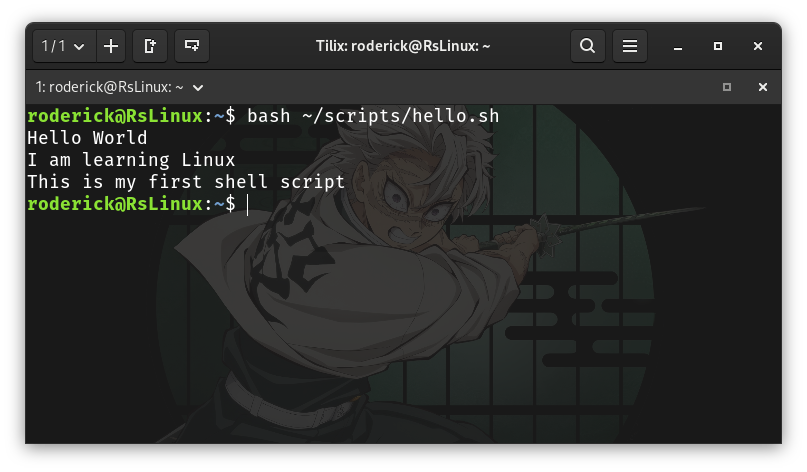 1 / 1
Tilix: roderick@RsLinux: ~
1: roderick@RsLinux: ~
roderick@RsLinux:~$ bash ~/scripts/hello.sh
Hello World
I am learning Linux
This is my first shell script
roderick@RsLinux:~$